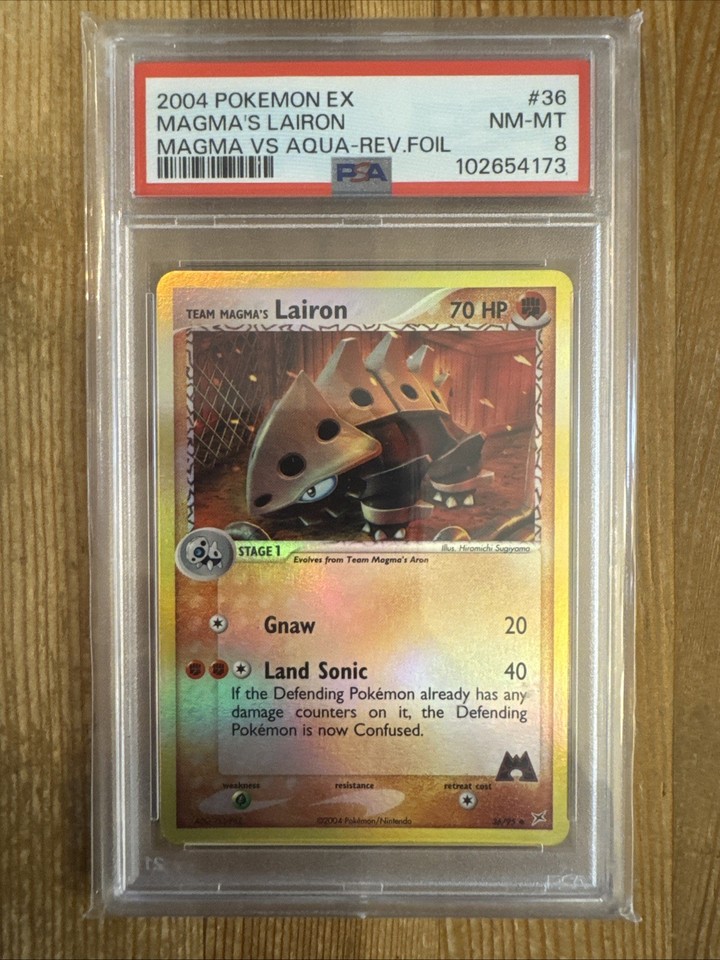 2004 POKEMON EX #36
MAGMA'S LAIRON NM-MT
MAGMA VS AQUA-REV.FOIL 8
PSA 102654173
TEAM MAGMA'S Lairon 70 HP
STAGE 1
Illus. Hiromichi Sugiyama
Evolves from Team Magma's Aron
Gnaw 20
Land Sonic 40
If the Defending Pokémon already has any
damage counters on it, the Defending
Pokémon is now Confused.
weakness resistance retreat cost
©2004 Pokémon/Nintendo 36/95